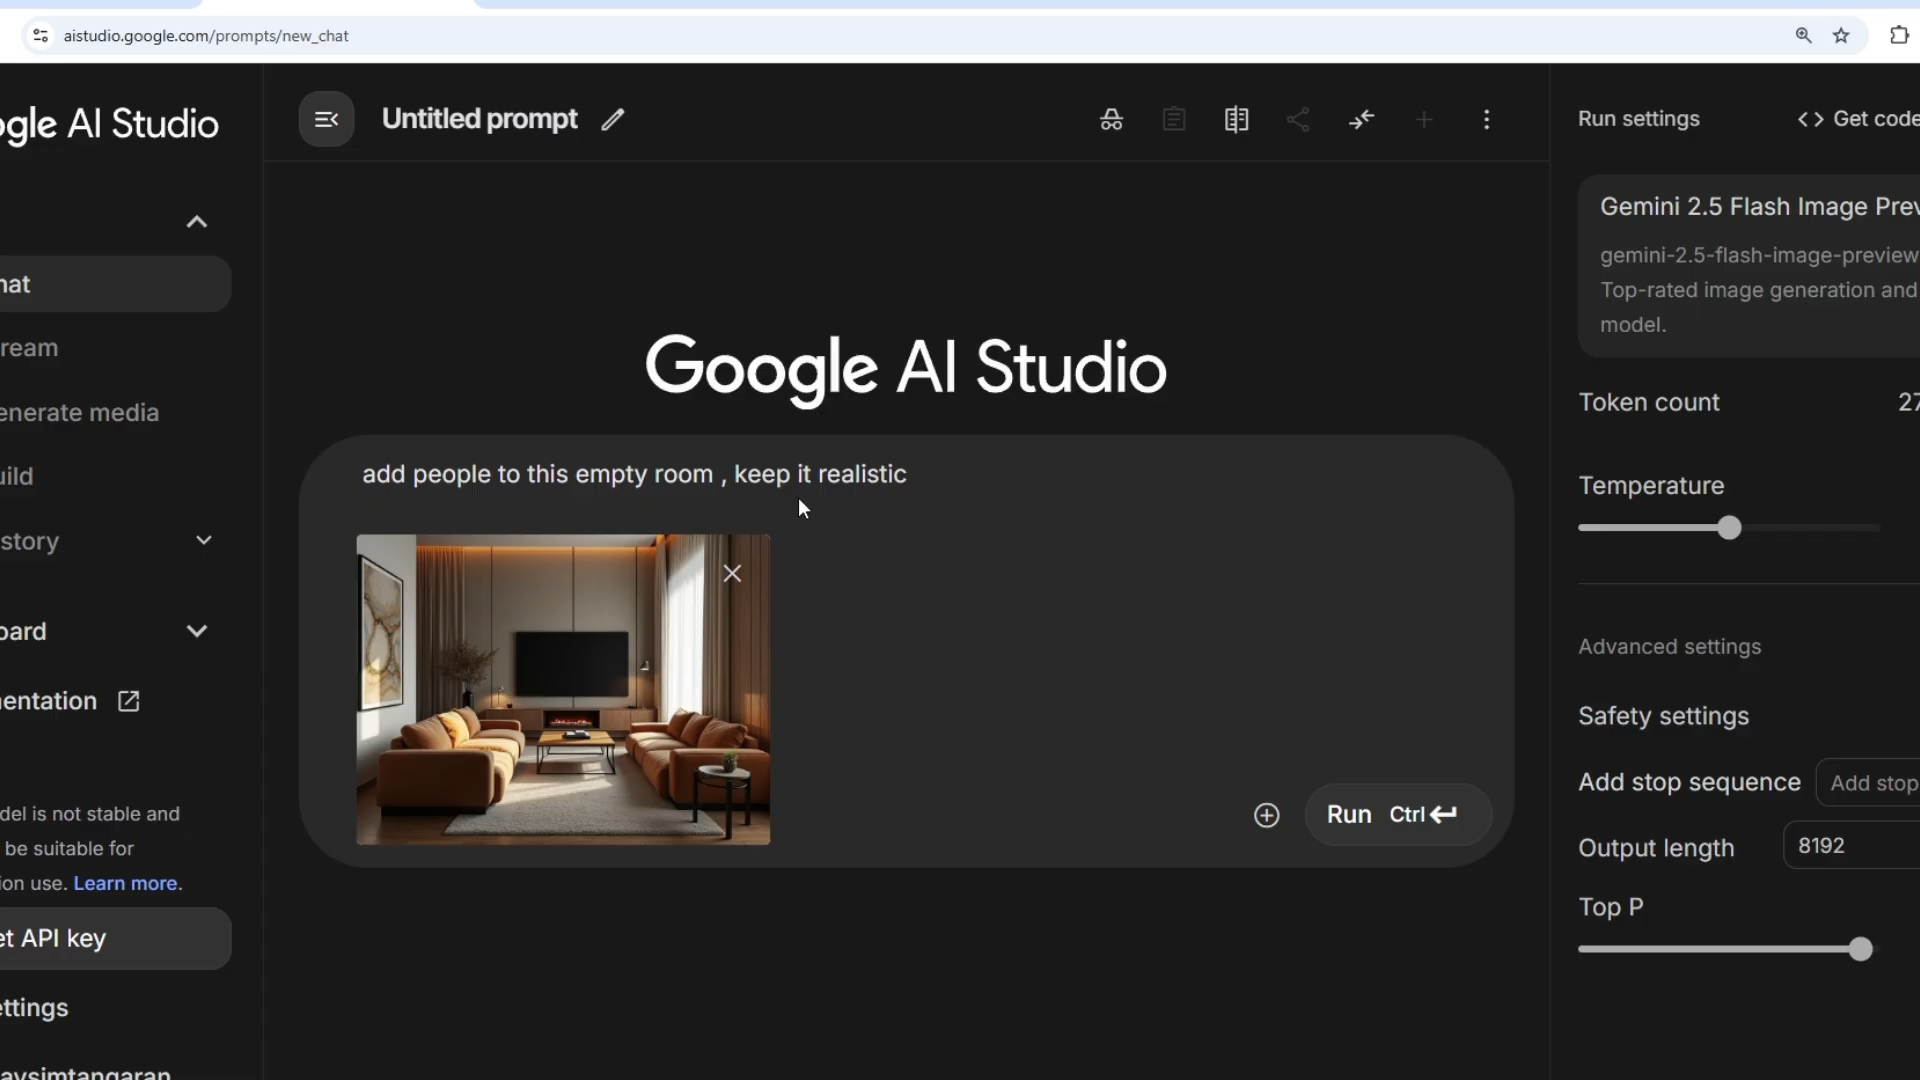 aistudio.google.com/prompts/new_chat
ogle AI Studio
Untitled prompt
Run settings
Get code
hat
ream
enerate media
uild
story
oard
entation
del is not stable and
be suitable for
ion use. Learn more.
et API key
ettings
aysimtangaran
Google AI Studio
add people to this empty room , keep it realistic
Run Ctrl
Gemini 2.5 Flash Image Prev
gemini-2.5-flash-image-preview
Top-rated image generation and
model.
Token count 27
Temperature
Advanced settings
Safety settings
Add stop sequence Add stop
Output length 8192
Top P